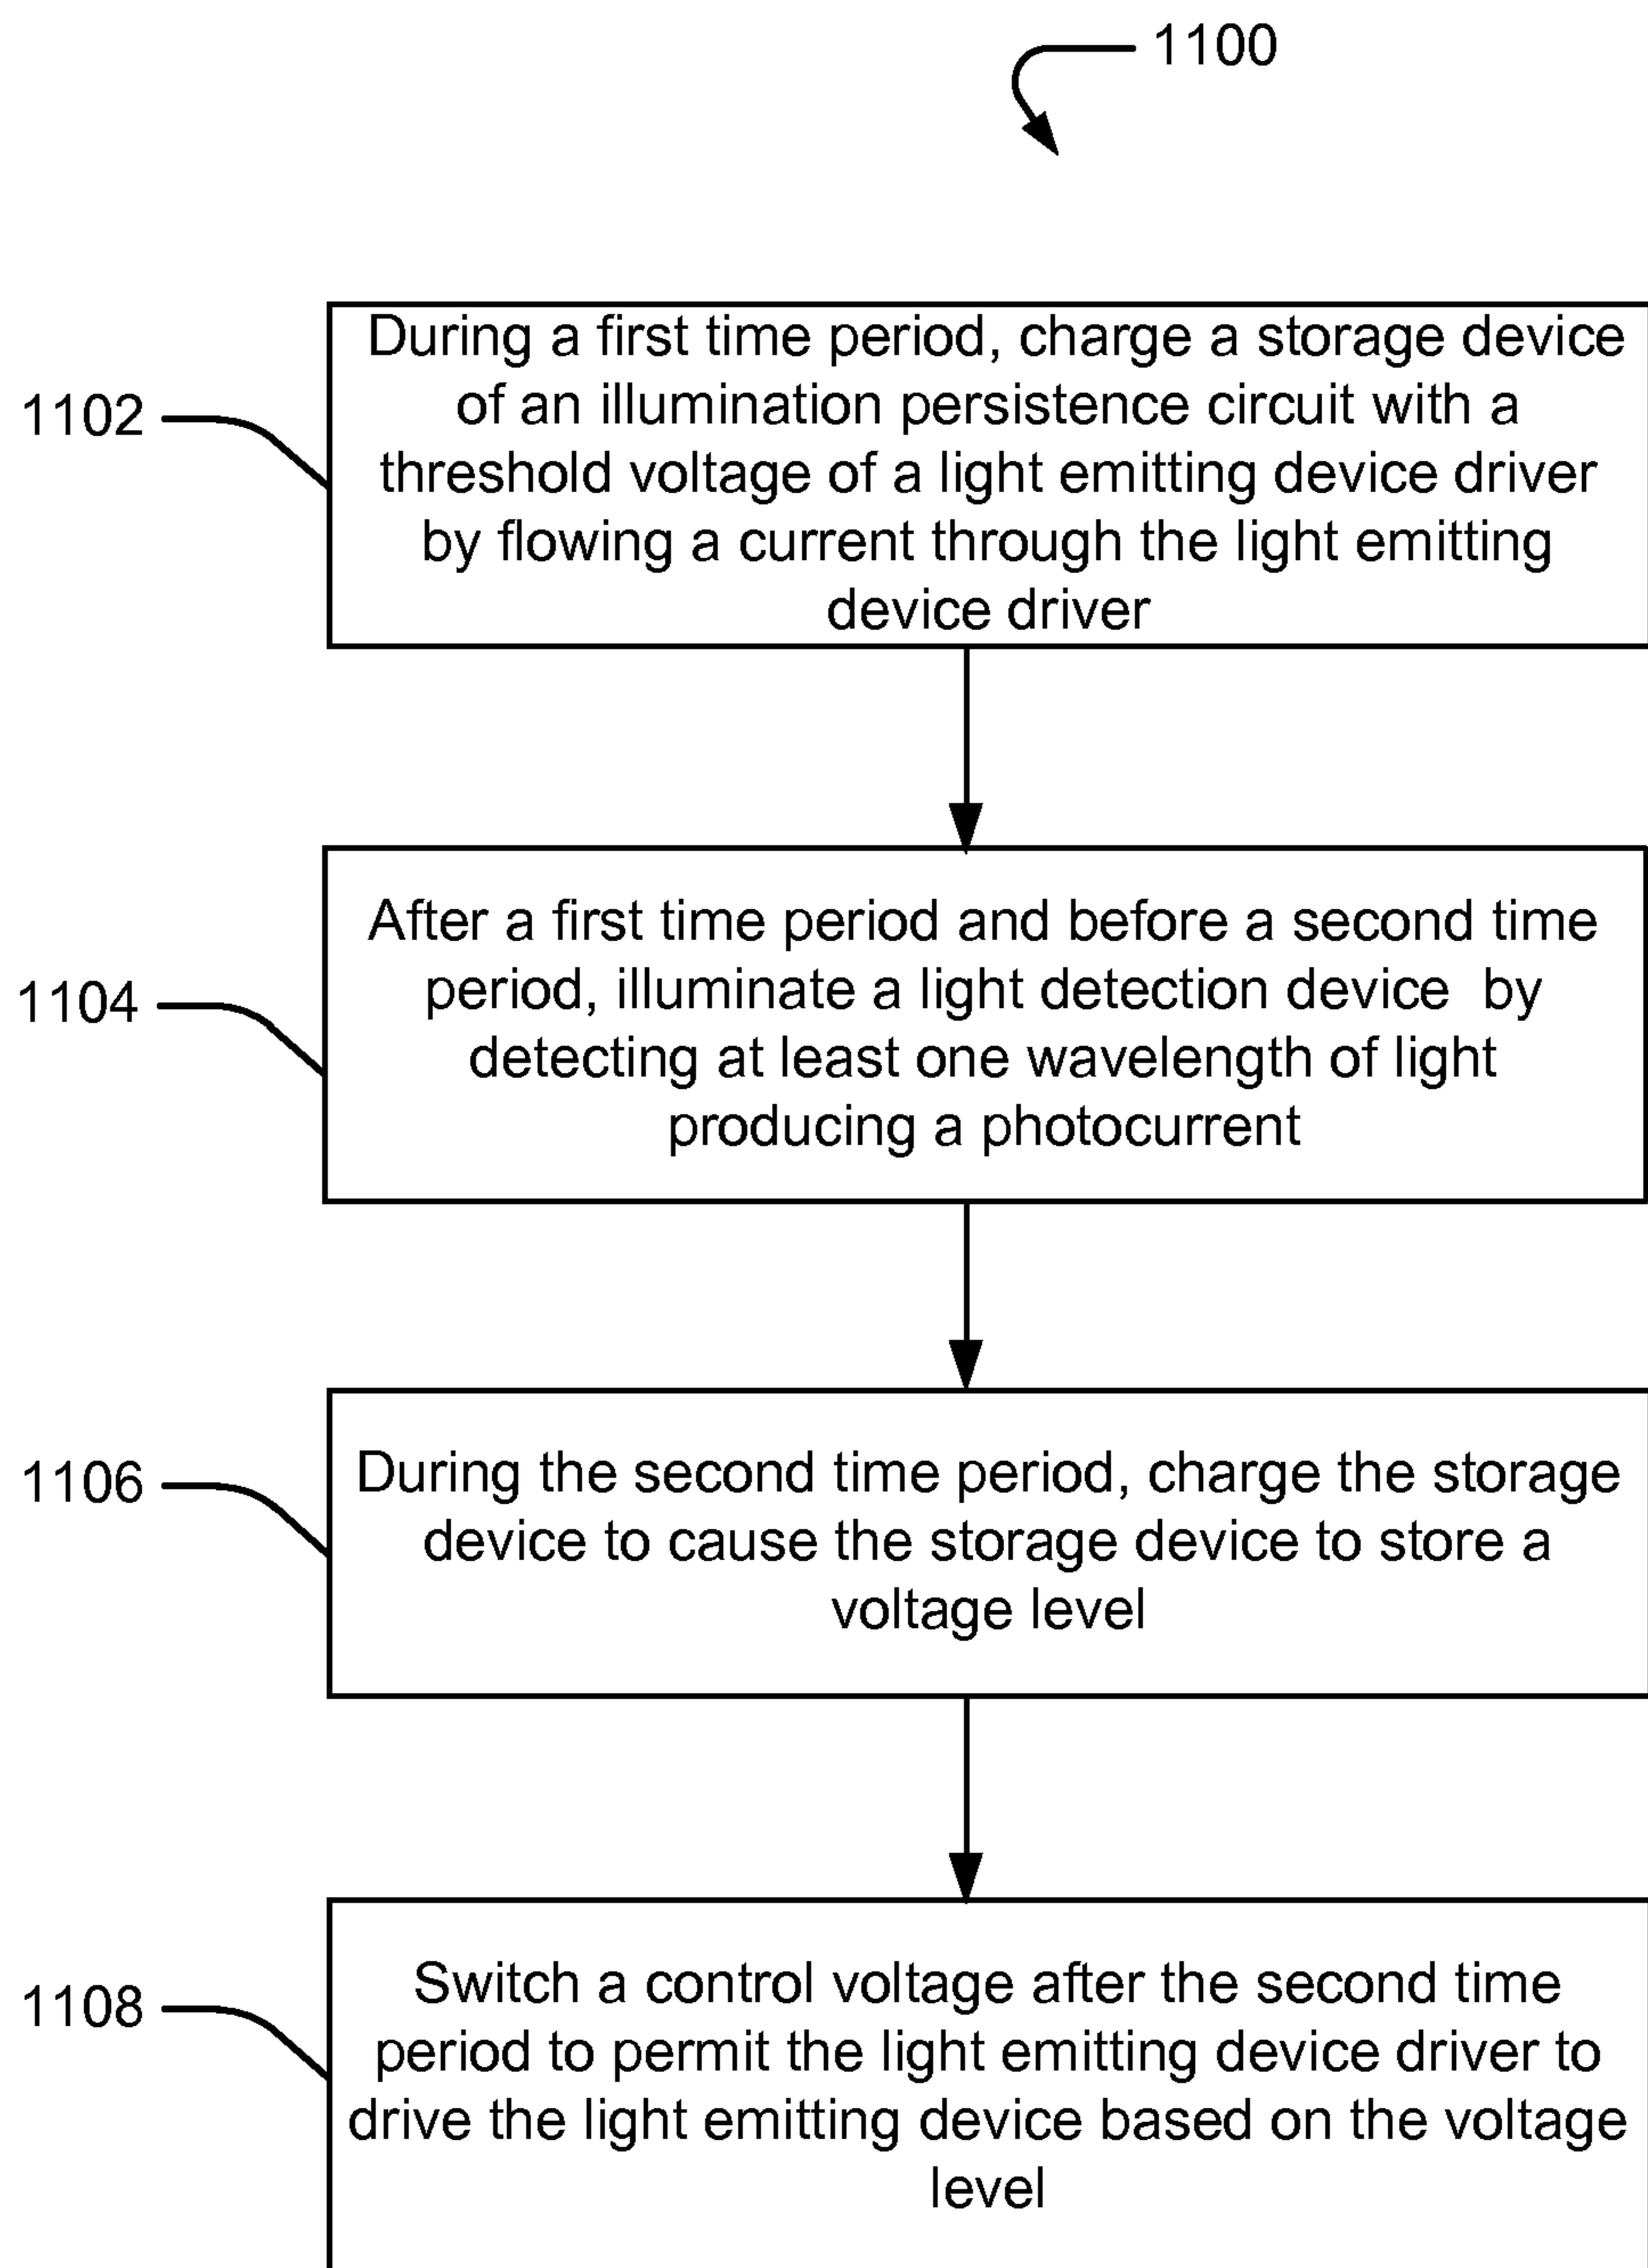 1100
1102
During a first time period, charge a storage device
of an illumination persistence circuit with a
threshold voltage of a light emitting device driver
by flowing a current through the light emitting
device driver
1104
After a first time period and before a second time
period, illuminate a light detection device by
detecting at least one wavelength of light
producing a photocurrent
1106
During the second time period, charge the storage
device to cause the storage device to store a
voltage level
1108
Switch a control voltage after the second time
period to permit the light emitting device driver to
drive the light emitting device based on the voltage
level